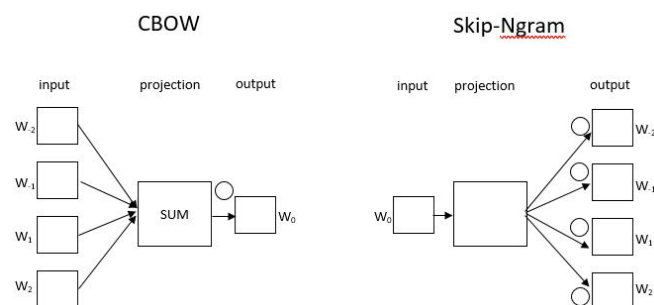 CBOW
input projection output
W-2
W-1
W1
W2
SUM
W0
Skip-Ngram
input projection output
W0
W-2
W-1
W1
W2